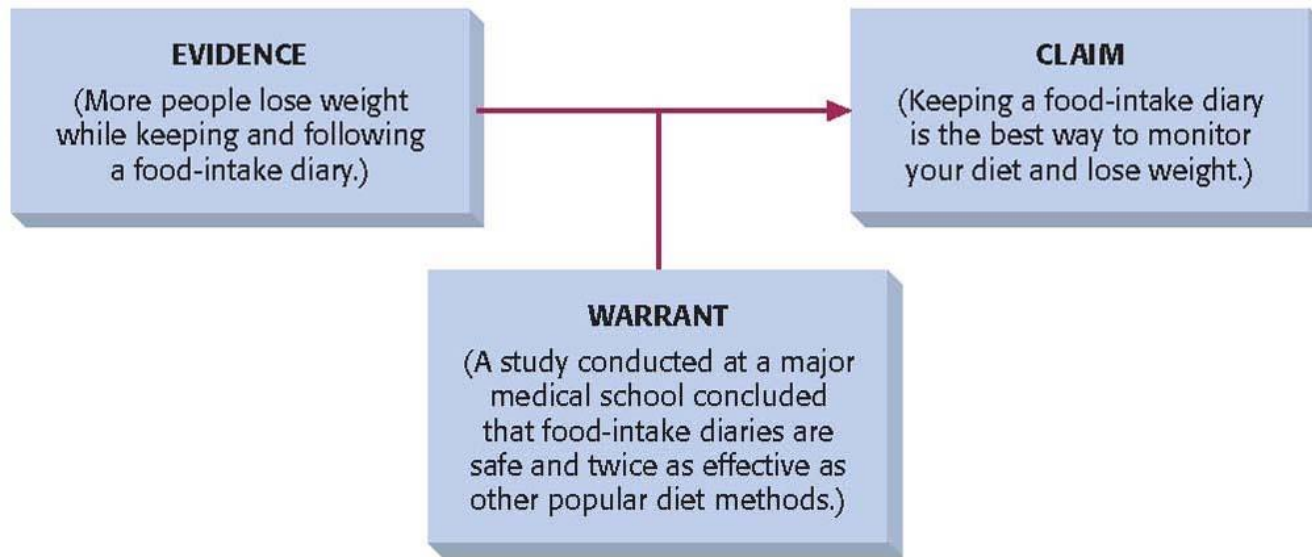 EVIDENCE
(More people lose weight
while keeping and following
a food-intake diary.)
CLAIM
(Keeping a food-intake diary
is the best way to monitor
your diet and lose weight.)
WARRANT
(A study conducted at a major
medical school concluded
that food-intake diaries are
safe and twice as effective as
other popular diet methods.)